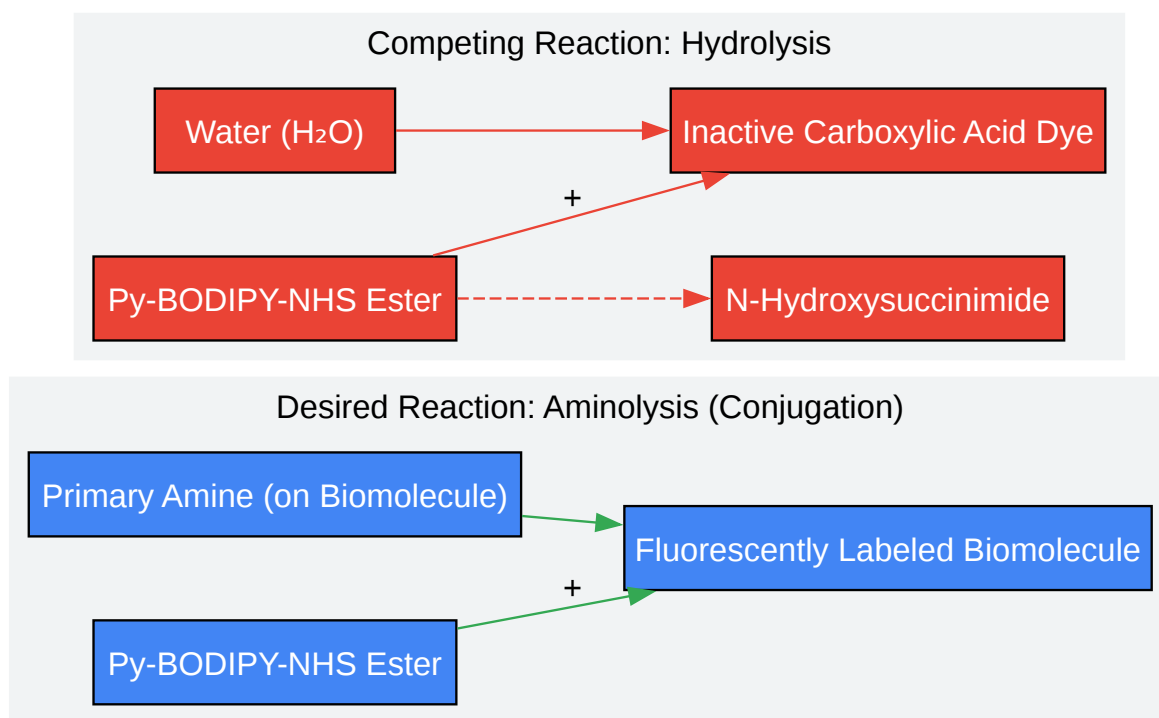 Competing Reaction: Hydrolysis
Water (H₂O)
Inactive Carboxylic Acid Dye
+
Py-BODIPY-NHS Ester
N-Hydroxysuccinimide
Desired Reaction: Aminolysis (Conjugation)
Primary Amine (on Biomolecule)
Fluorescently Labeled Biomolecule
+
Py-BODIPY-NHS Ester